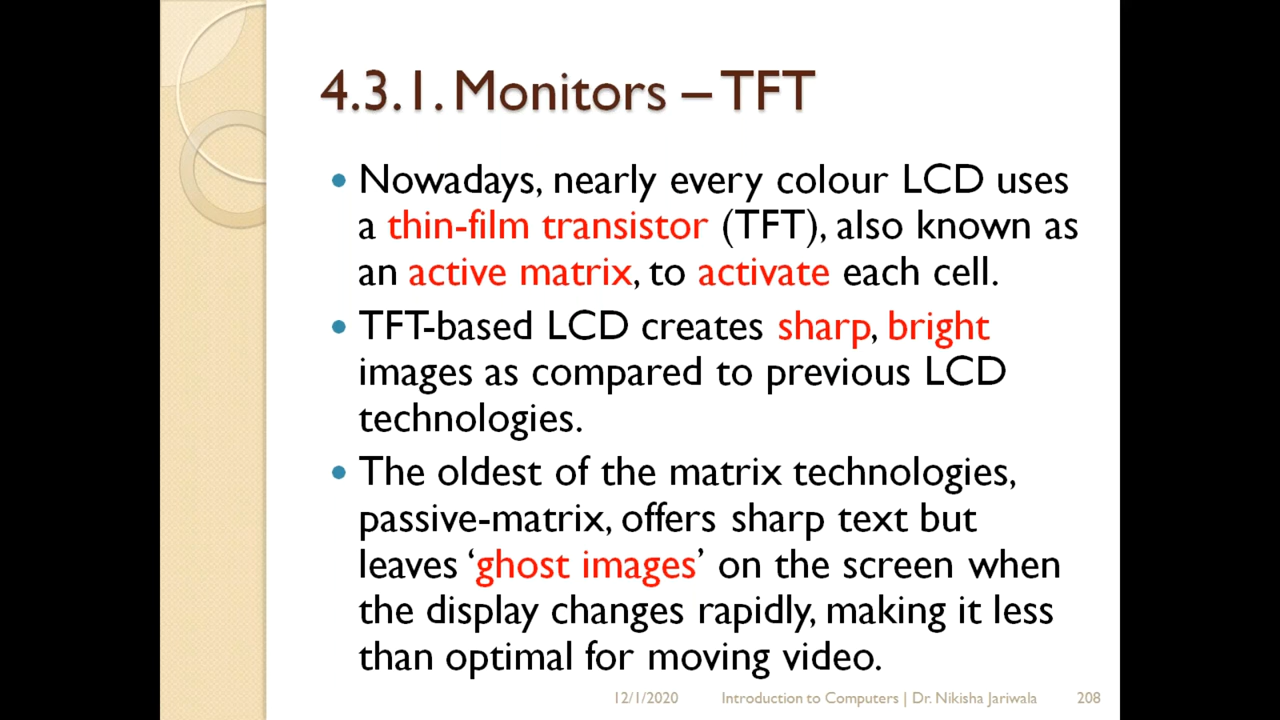 4.3.1. Monitors – TFT
• Nowadays, nearly every colour LCD uses
a thin-film transistor (TFT), also known as
an active matrix, to activate each cell.
• TFT-based LCD creates sharp, bright
images as compared to previous LCD
technologies.
• The oldest of the matrix technologies,
passive-matrix, offers sharp text but
leaves ‘ghost images’ on the screen when
the display changes rapidly, making it less
than optimal for moving video.
12/1/2020 Introduction to Computers | Dr. Nikisha Jariwala 208